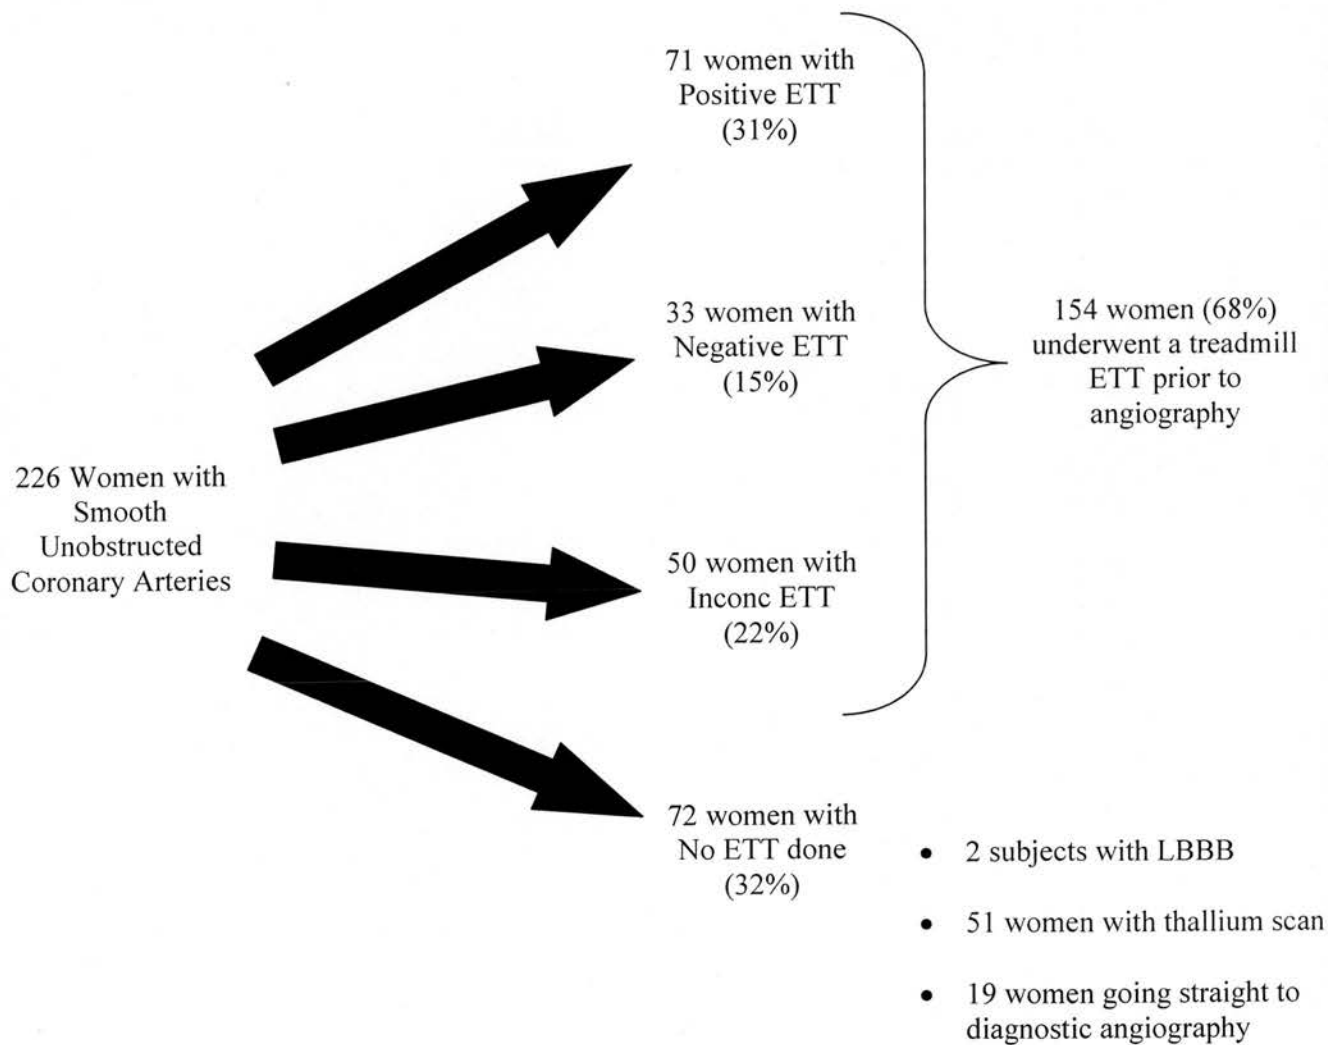 226 Women with
Smooth
Unobstructed
Coronary Arteries
71 women with
Positive ETT
(31%)
33 women with
Negative ETT
(15%)
50 women with
Inconc ETT
(22%)
72 women with
No ETT done
(32%)
154 women (68%)
underwent a treadmill
ETT prior to
angiography
• 2 subjects with LBBB
• 51 women with thallium scan
• 19 women going straight to
diagnostic angiography